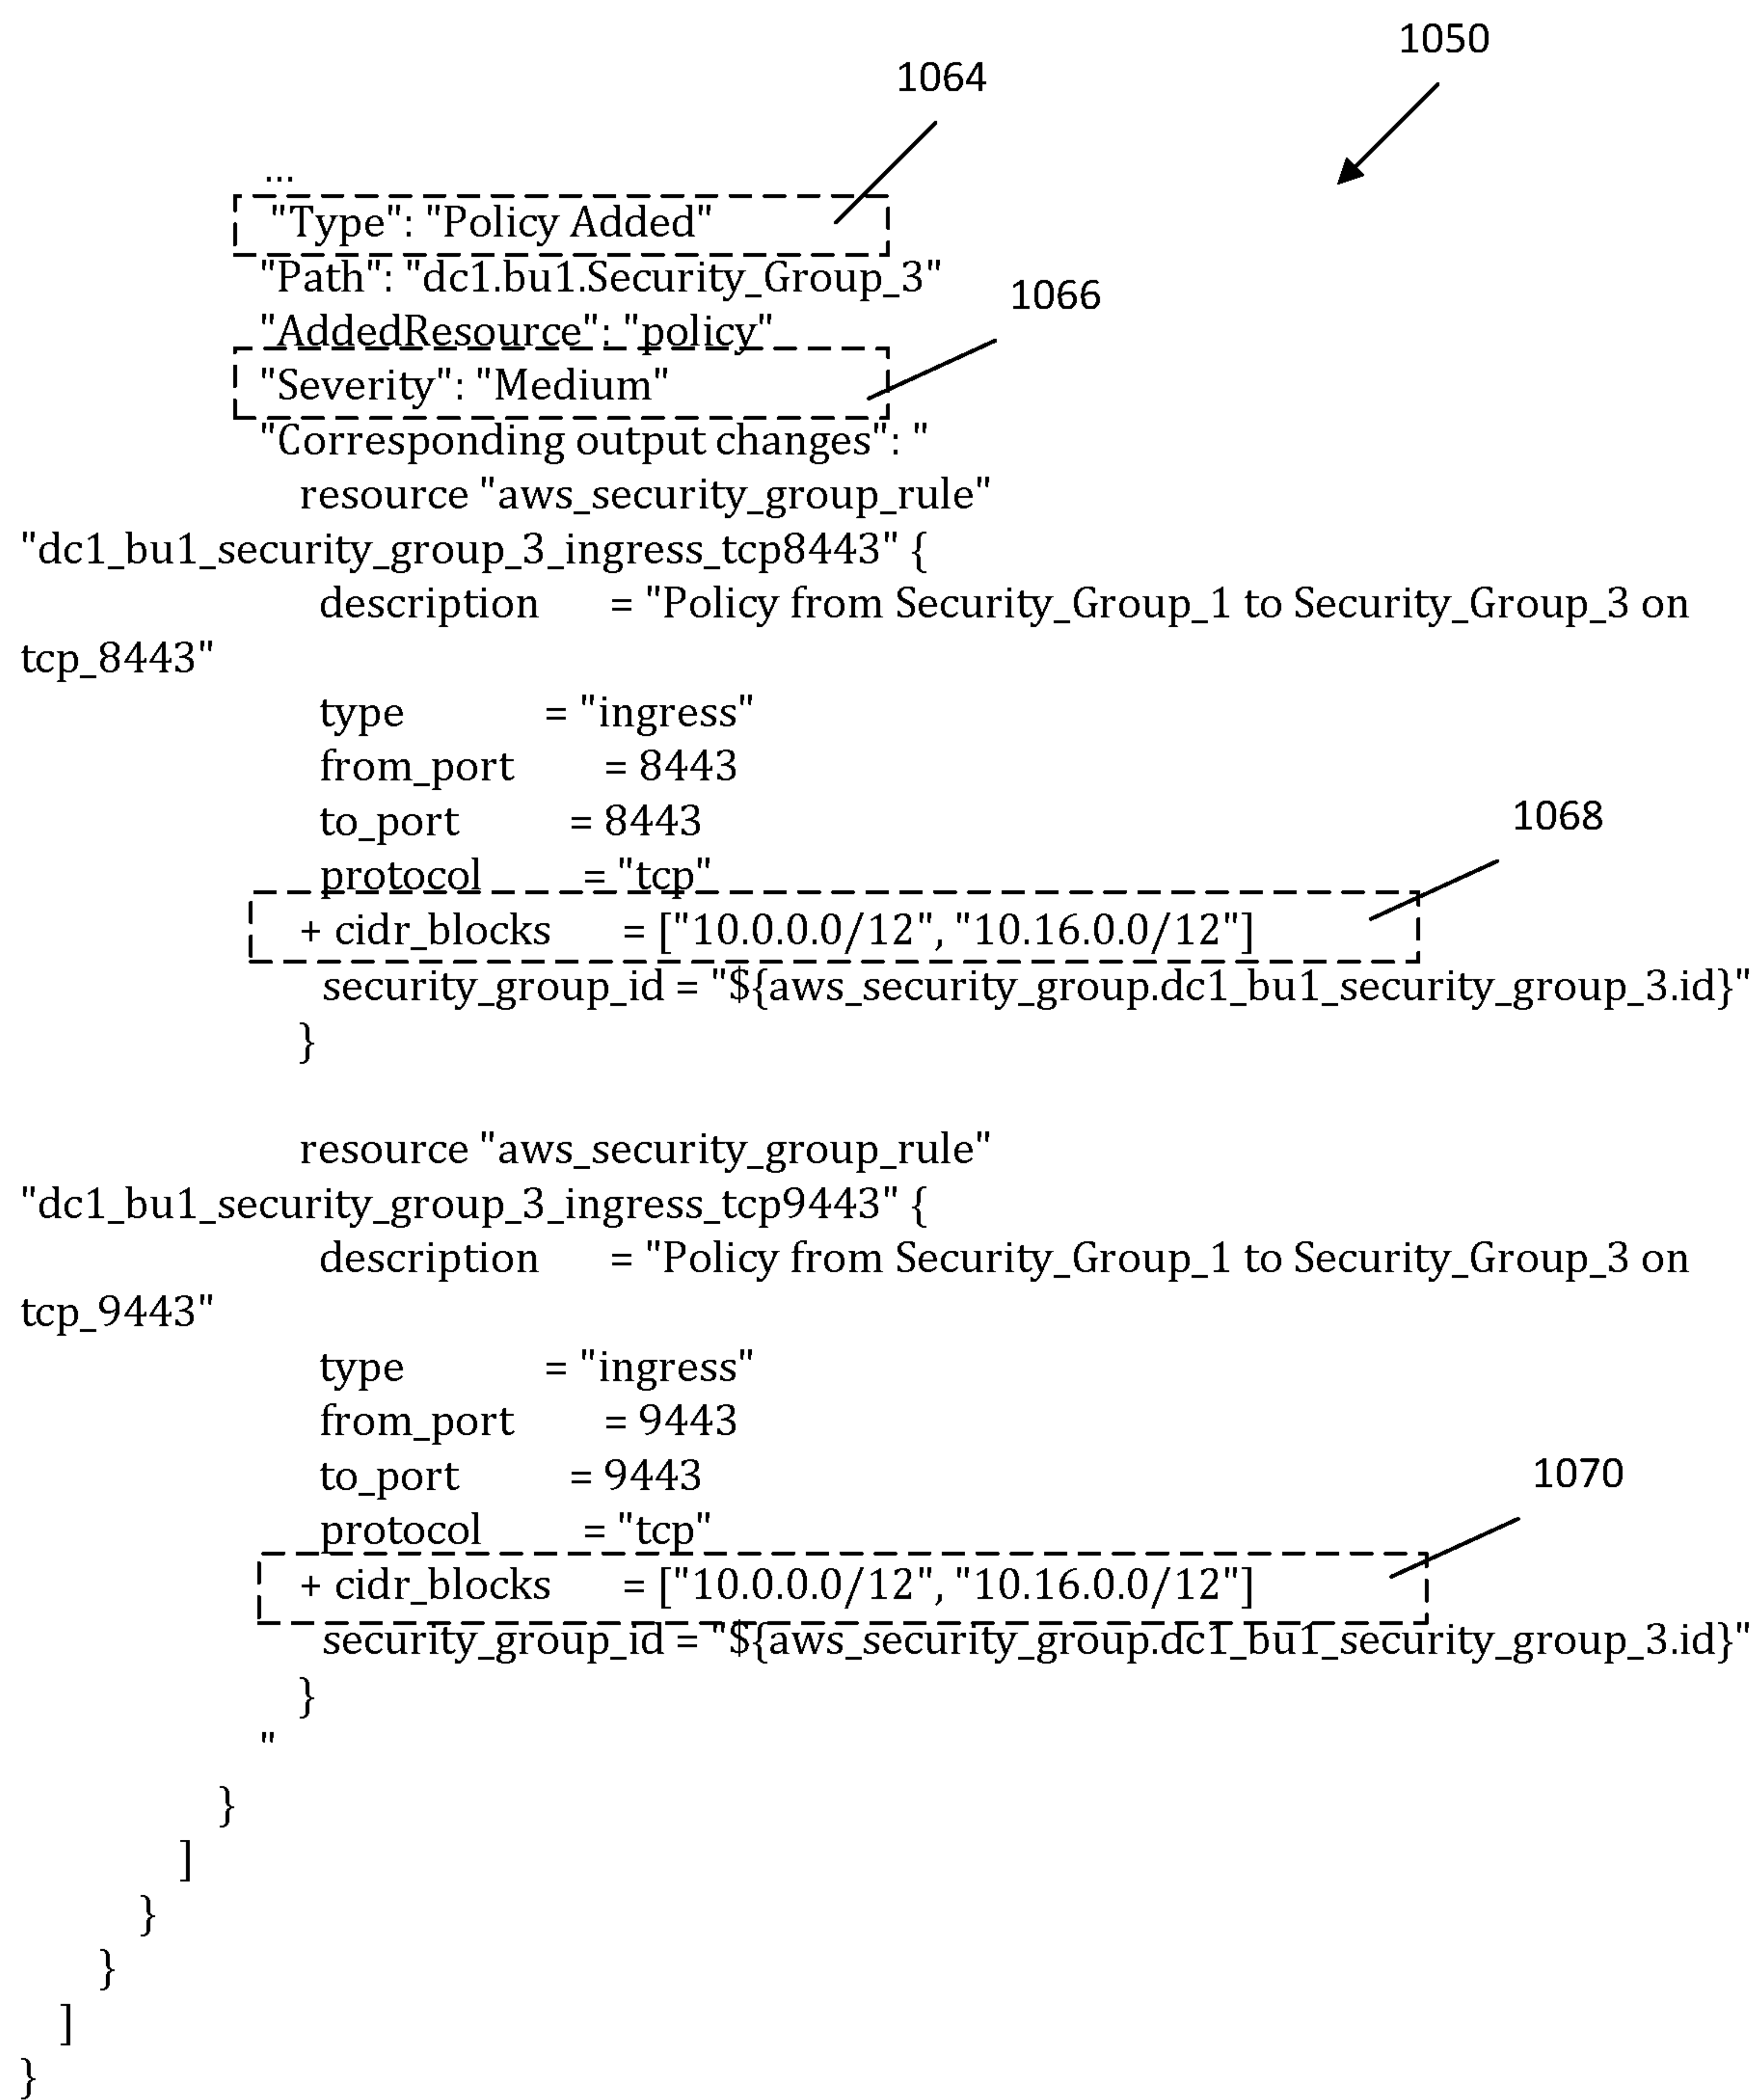 1050
1064
...
"Type": "Policy Added"
"Path": "dc1.bu1.Security_Group_3"
1066
"AddedResource": "policy"
"Severity": "Medium"
"Corresponding output changes": "
resource "aws_security_group_rule"
"dc1_bu1_security_group_3_ingress_tcp8443" {
description = "Policy from Security_Group_1 to Security_Group_3 on
tcp_8443"
type = "ingress"
from_port = 8443
to_port = 8443
1068
protocol = "tcp"
+ cidr_blocks = ["10.0.0.0/12", "10.16.0.0/12"]
security_group_id = "${aws_security_group.dc1_bu1_security_group_3.id}"
}
resource "aws_security_group_rule"
"dc1_bu1_security_group_3_ingress_tcp9443" {
description = "Policy from Security_Group_1 to Security_Group_3 on
tcp_9443"
type = "ingress"
from_port = 9443
to_port = 9443
1070
protocol = "tcp"
+ cidr_blocks = ["10.0.0.0/12", "10.16.0.0/12"]
security_group_id = "${aws_security_group.dc1_bu1_security_group_3.id}"
}
"
}
]
}
}
]
}